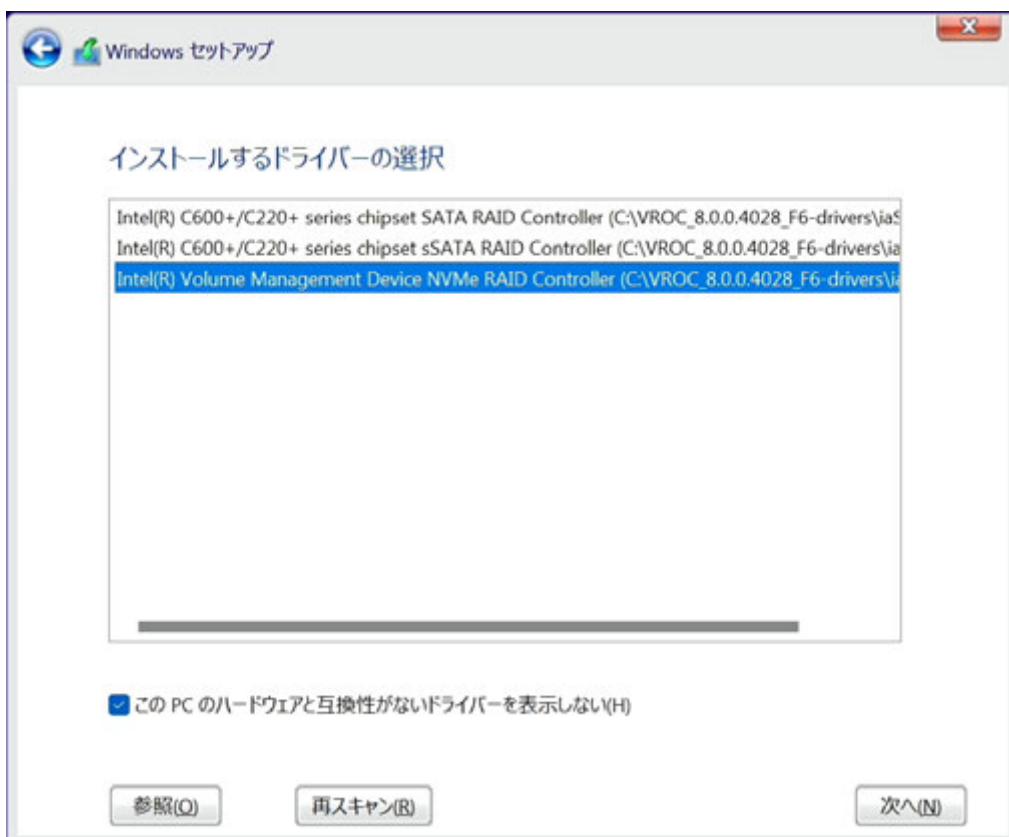 Windows セットアップ
インストールするドライバーの選択
Intel(R) C600+/C220+ series chipset SATA RAID Controller (C:\VROC_8.0.0.4028_F6-drivers\iaS
Intel(R) C600+/C220+ series chipset sSATA RAID Controller (C:\VROC_8.0.0.4028_F6-drivers\ia
Intel(R) Volume Management Device NVMe RAID Controller (C:\VROC_8.0.0.4028_F6-drivers\ia
この PC のハードウェアと互換性がないドライバーを表示しない(H)
参照(O) 再スキャン(R) 次へ(N)